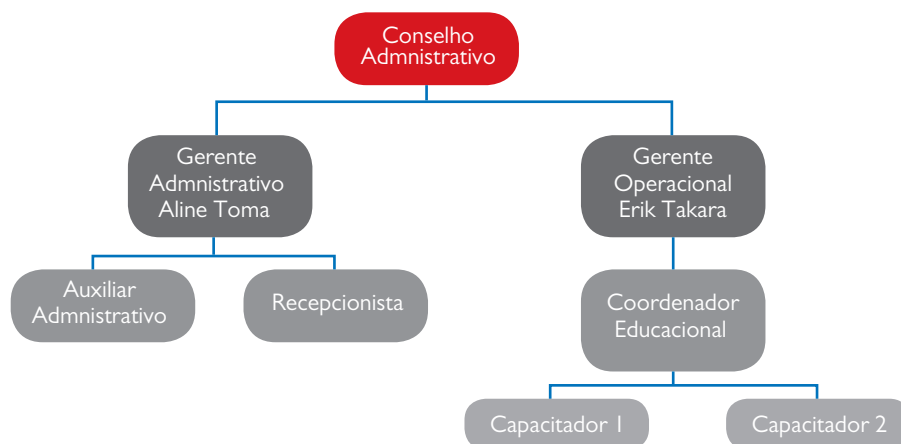 Conselho
Admnistrativo
Gerente
Admnistrativo
Aline Toma
Gerente
Operacional
Erik Takara
Auxiliar
Admnistrativo
Recepcionista
Coordenador
Educacional
Capacitador 1
Capacitador 2